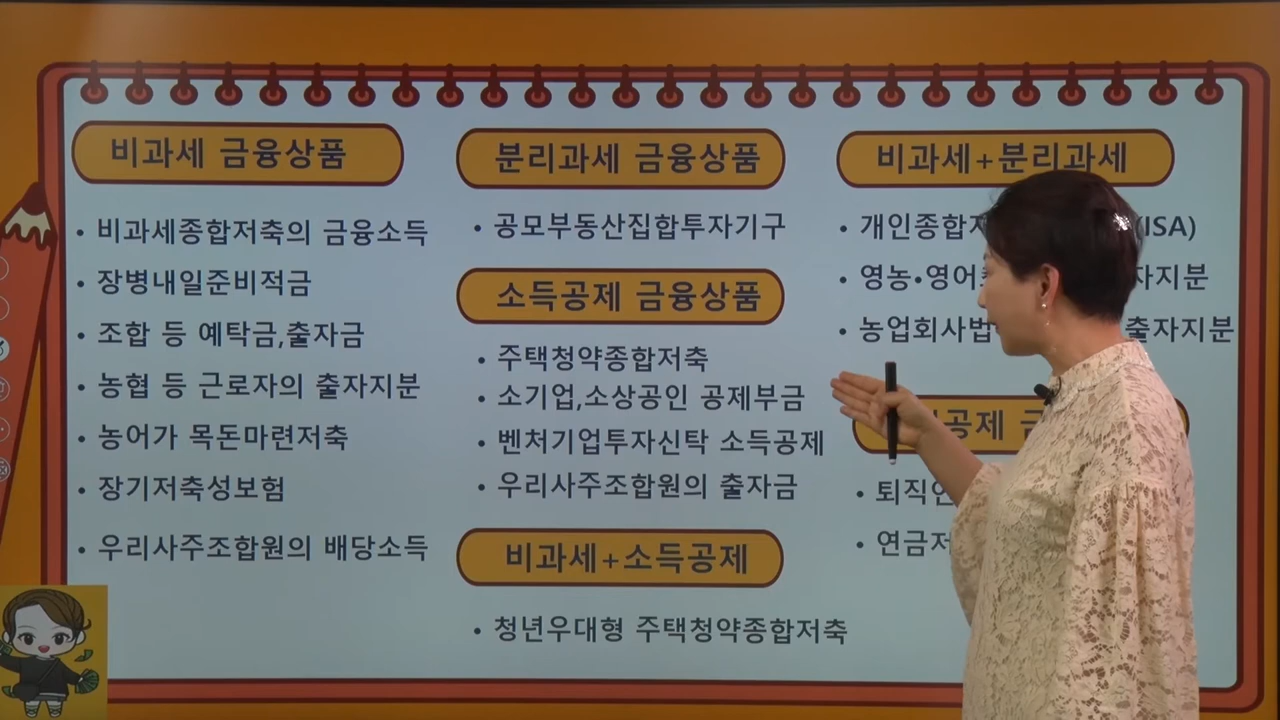 비과세 금융상품
• 비과세종합저축의 금융소득
• 장병내일준비적금
• 조합 등 예탁금,출자금
• 농협 등 근로자의 출자지분
• 농어가 목돈마련저축
• 장기저축성보험
• 우리사주조합원의 배당소득
분리과세 금융상품
• 공모부동산집합투자기구
소득공제 금융상품
• 주택청약종합저축
• 소기업,소상공인 공제부금
• 벤처기업투자신탁 소득공제
• 우리사주조합원의 출자금
비과세+소득공제
• 청년우대형 주택청약종합저축
비과세+분리과세
• 개인종합 (ISA)
• 영농•영어 자지분
• 농업회사법 출자지분
공제
• 퇴직
• 연금